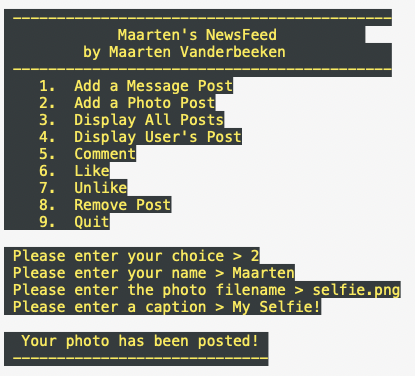 -------------------------------------------
Maarten's NewsFeed
by Maarten Vanderbeeken
-------------------------------------------
1. Add a Message Post
2. Add a Photo Post
3. Display All Posts
4. Display User's Post
5. Comment
6. Like
7. Unlike
8. Remove Post
9. Quit
Please enter your choice > 2
Please enter your name > Maarten
Please enter the photo filename > selfie.png
Please enter a caption > My Selfie!
Your photo has been posted!
-----------------------------